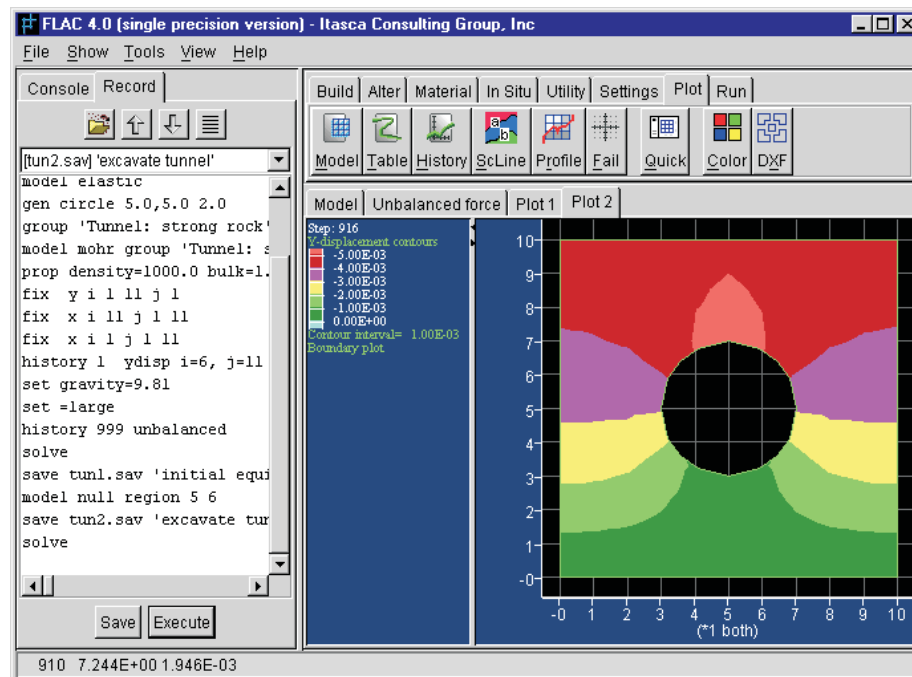 FLAC 4.0 (single precision version) - Itasca Consulting Group, Inc
File Show Tools View Help
Console Record
[tun2.sav] 'excavate tunnel'
model elastic
gen circle 5.0,5.0 2.0
group 'Tunnel: strong rock'
model mohr group 'Tunnel: s
prop density=1000.0 bulk=1.
fix y i 1 11 j 1
fix x i 11 j 1 11
fix x i 1 j 1 11
history 1 ydisp i=6, j=11
set gravity=9.81
set =large
history 999 unbalanced
solve
save tun1.sav 'initial equi
model null region 5 6
save tun2.sav 'excavate tun
solve
Save Execute
Build Alter Material In Situ Utility Settings Plot Run
a b
Model Table History ScLine Profile Fail Quick Color DXF
Model Unbalanced force Plot 1 Plot 2
Step: 916
Y-displacement contours
-5.00E-03
-4.00E-03
-3.00E-03
-2.00E-03
-1.00E-03
0.00E+00
Contour interval= 1.00E-03
Boundary plot
10
9
8
7
6
5
4
3
2
1
-0
-0 1 2 3 4 5 6 7 8 9 10
(*1 both)
910 7.244E+00 1.946E-03